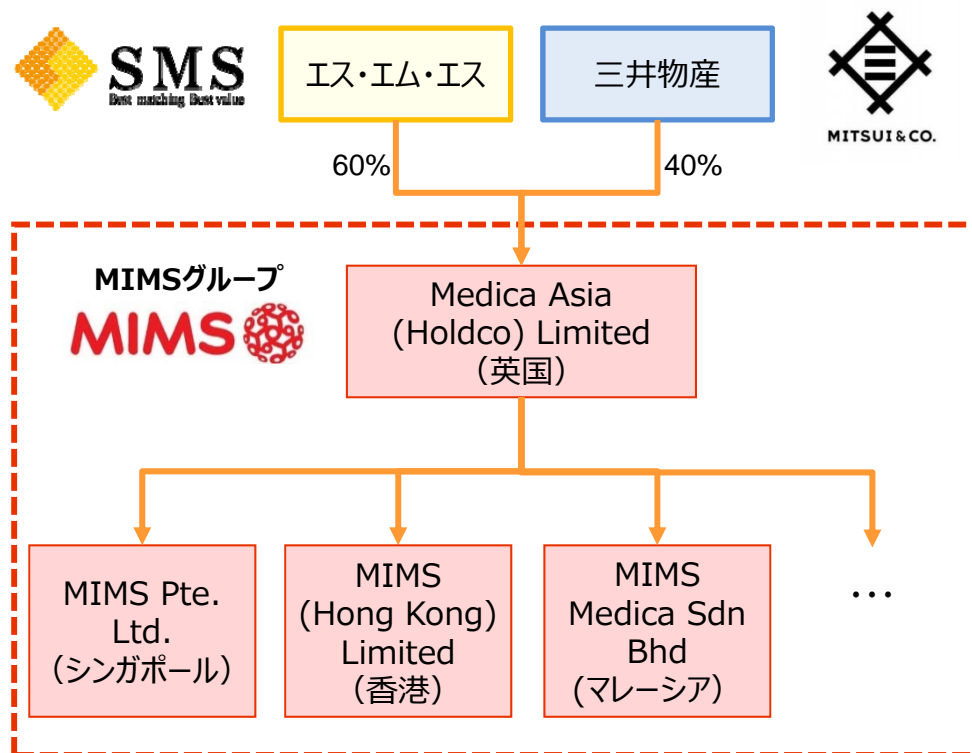 SMS
Best matching Best value
エス・エム・エス
三井物産
MITSUI & CO.
60%
40%
MIMSグループ
MIMS
Medica Asia
(Holdco) Limited
（英国）
MIMS Pte.
Ltd.
（シンガポール）
MIMS
(Hong Kong)
Limited
（香港）
MIMS
Medica Sdn
Bhd
(マレーシア）
…